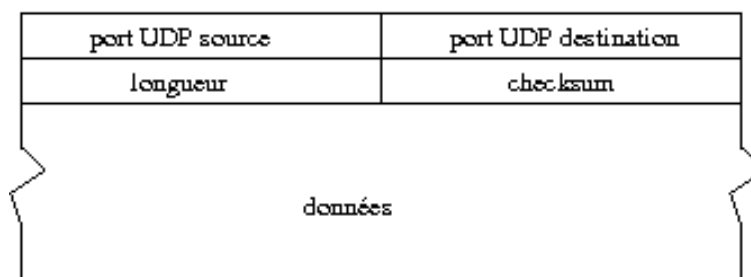 port UDP source port UDP destination
longueur checksum
données